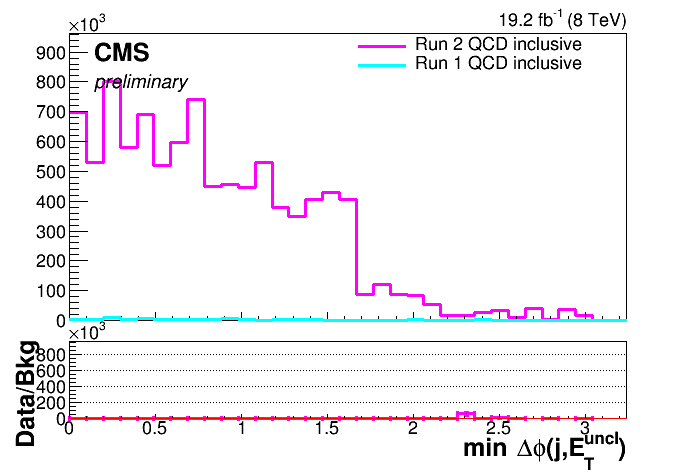 ×10³ 19.2 fb⁻¹ (8 TeV)
900 CMS Run 2 QCD inclusive
preliminary Run 1 QCD inclusive
800
700
600
500
400
300
200
100
0
×10³
Data/Bkg
800
600
400
200
0
0 0.5 1 1.5 2 2.5 3
min Δϕ(j,E_T^uncl)